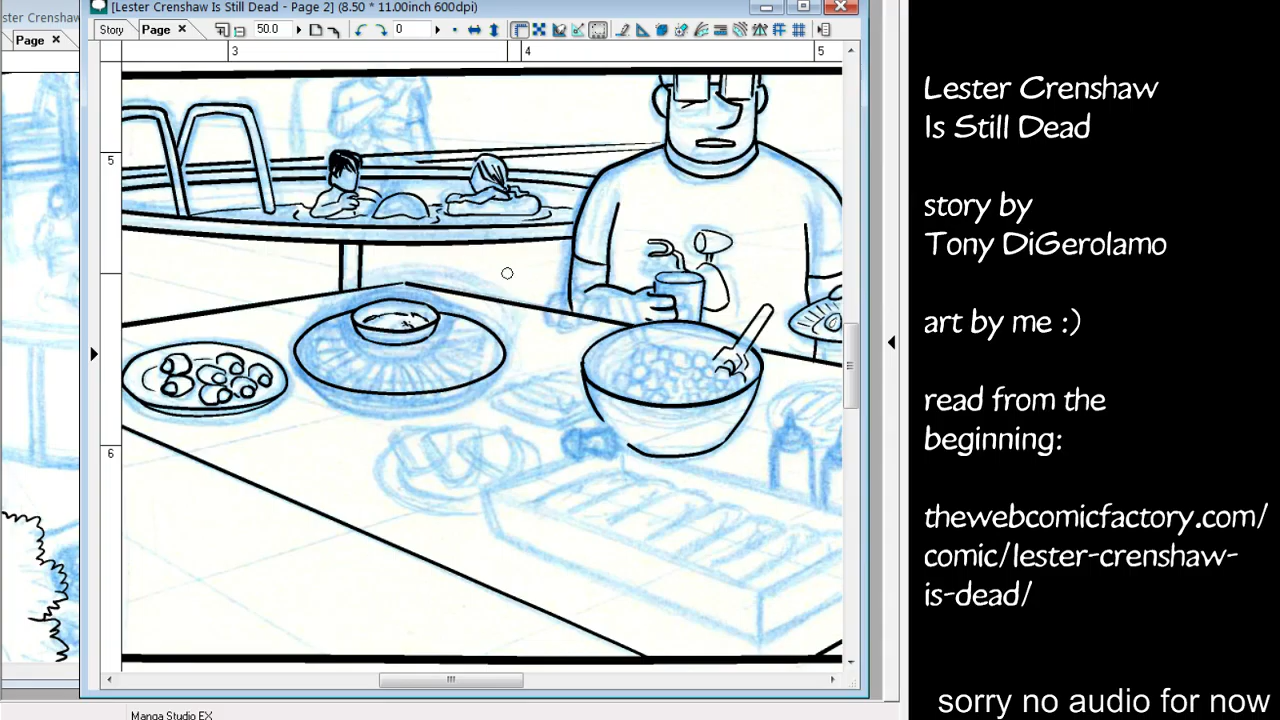 ster Crenshaw
Page
[Lester Crenshaw Is Still Dead - Page 2] (8.50 * 11.00inch 600dpi)
Story
Page
50.0
0
3
4
5
5
6
Manga Studio EX
Lester Crenshaw
Is Still Dead
story by
Tony DiGerolamo
art by me :)
read from the
beginning:
thewebcomicfactory.com/
comic/lester-crenshaw-
is-dead/
sorry no audio for now